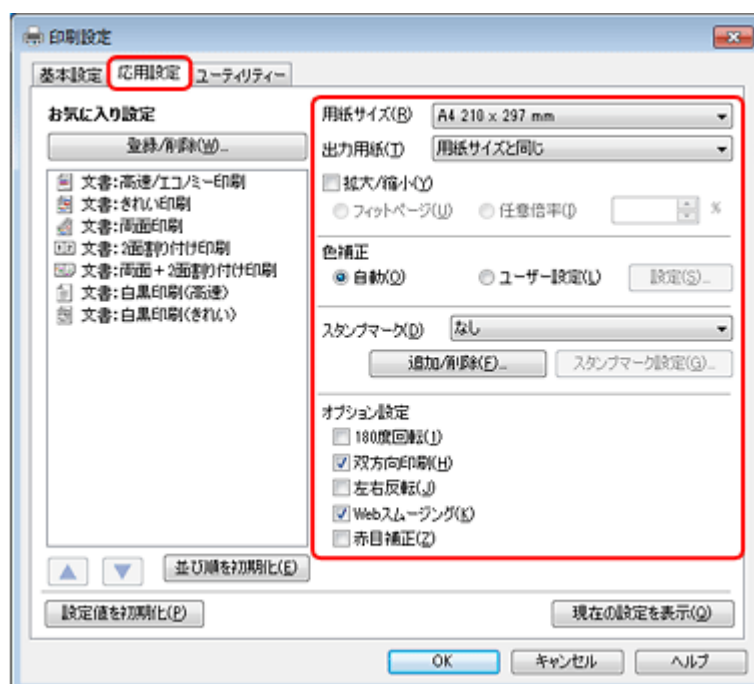 印刷設定
基本設定 応用設定 ユーティリティー
お気に入り設定
登録/削除(W)...
文書:高速/エコノミー印刷
文書:きれい印刷
文書:両面印刷
文書:2面割り付け印刷
文書:両面+2面割り付け印刷
文書:白黒印刷(高速)
文書:白黒印刷(きれい)
並び順を初期化(E)
用紙サイズ(R) A4 210 x 297 mm
出力用紙(T) 用紙サイズと同じ
拡大/縮小(Y)
フィットページ(U) 任意倍率(I) %
色補正
自動(O) ユーザー設定(L) 設定(S)...
スタンプマーク(D) なし
追加/削除(F)... スタンプマーク設定(G)...
オプション設定
180度回転(1)
双方向印刷(H)
左右反転(J)
Webスムージング(K)
赤目補正(Z)
設定値を初期化(P) 現在の設定を表示(Q)
OK キャンセル ヘルプ